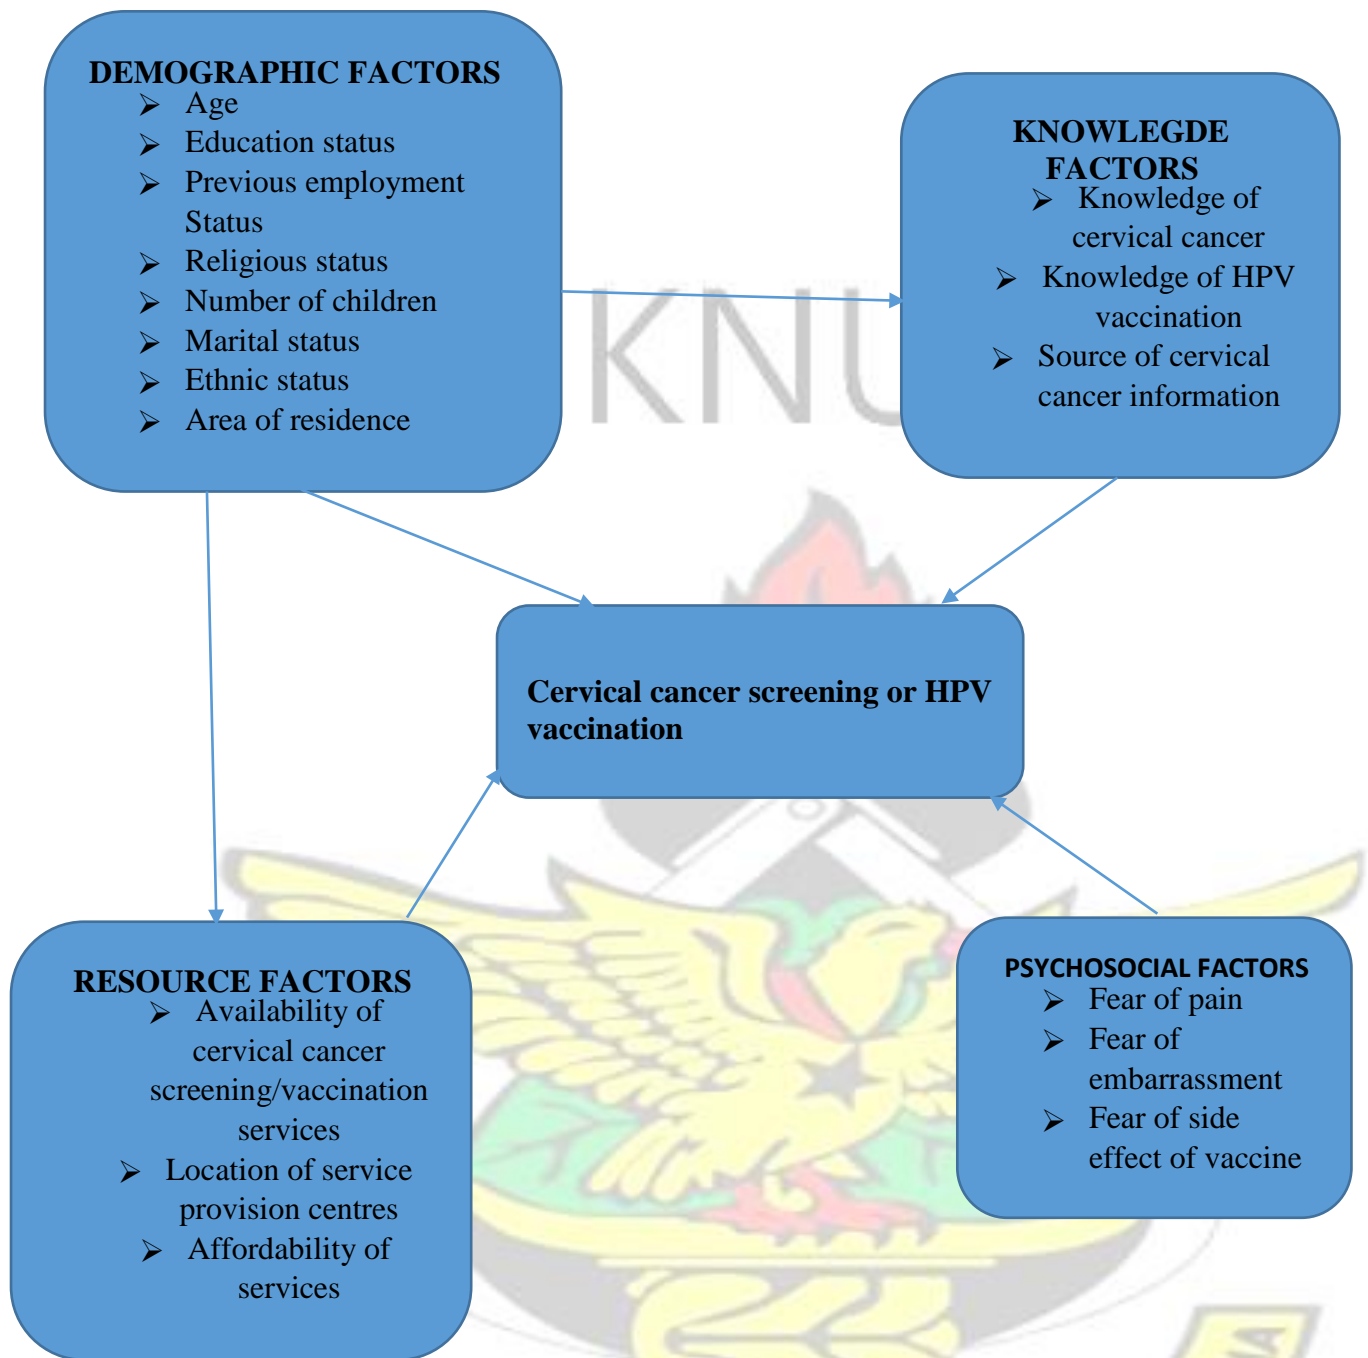 DEMOGRAPHIC FACTORS
➢ Age
➢ Education status
➢ Previous employment
Status
➢ Religious status
➢ Number of children
➢ Marital status
➢ Ethnic status
➢ Area of residence
KNOWLEGDE
FACTORS
➢ Knowledge of
cervical cancer
➢ Knowledge of HPV
vaccination
➢ Source of cervical
cancer information
KNU
Cervical cancer screening or HPV
vaccination
RESOURCE FACTORS
➢ Availability of
cervical cancer
screening/vaccination
services
➢ Location of service
provision centres
➢ Affordability of
services
PSYCHOSOCIAL FACTORS
➢ Fear of pain
➢ Fear of
embarrassment
➢ Fear of side
effect of vaccine